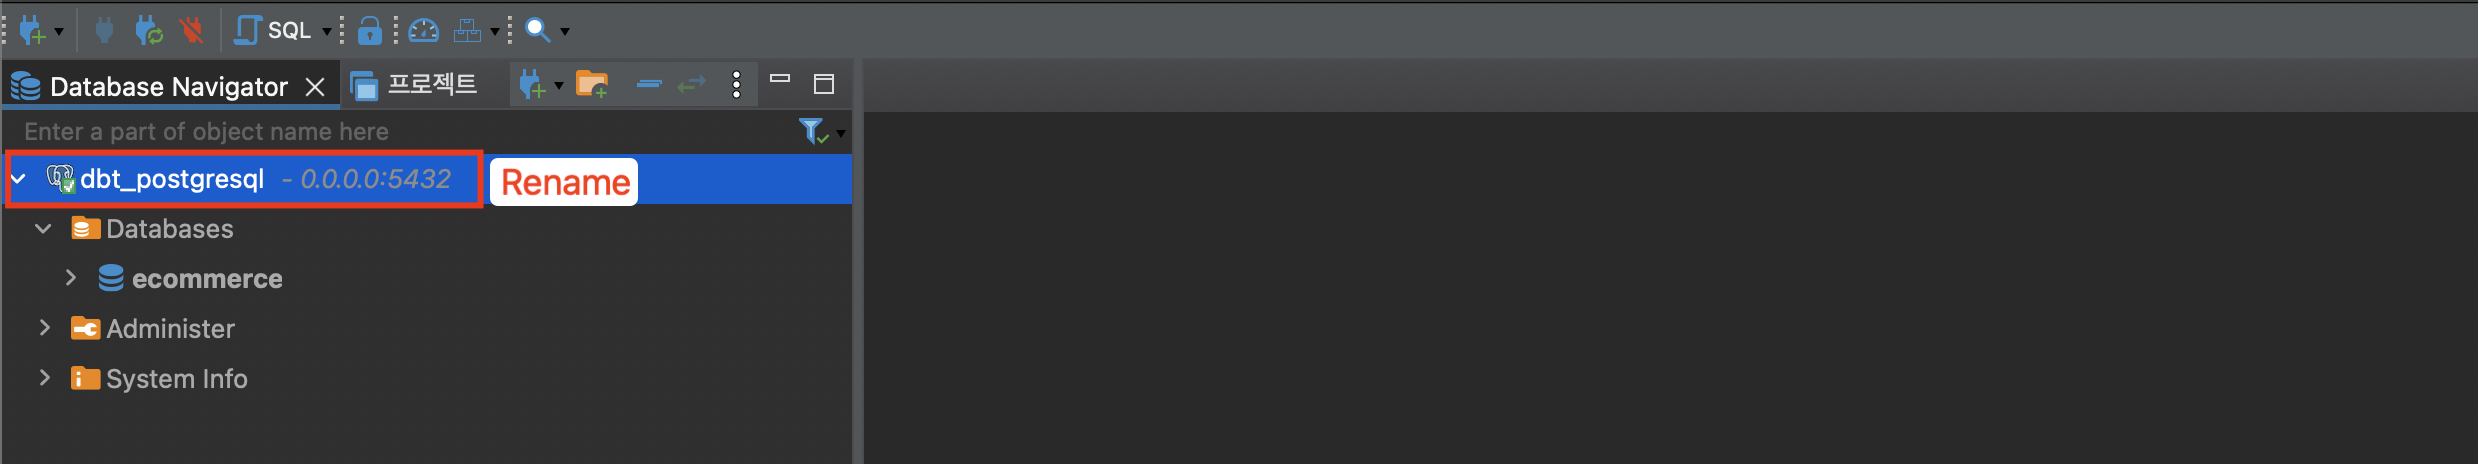 SQL
Database Navigator
프로젝트
Enter a part of object name here
dbt_postgresql - 0.0.0.0:5432
Rename
Databases
ecommerce
Administer
System Info